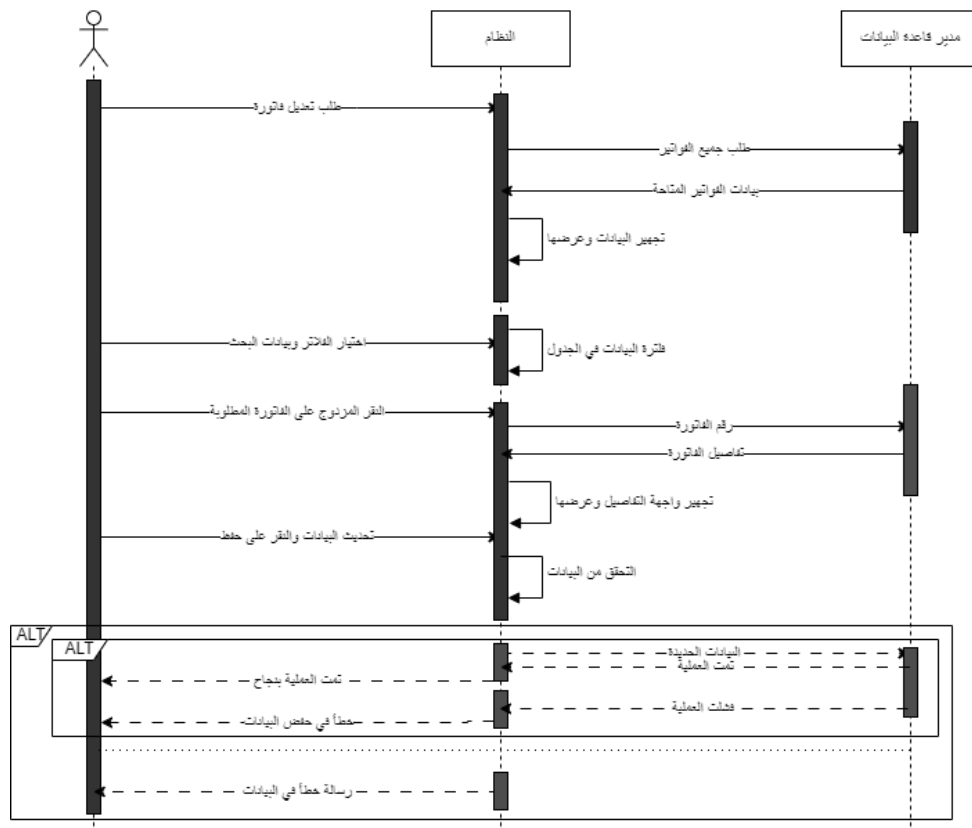 النظام
مدير قاعدة البيانات
طلب تعديل فاتورة
طلب جميع الفواتير
بيانات الفواتير المتاحة
تجهير البيانات وعرضها
اختيار الفلاتر وبيانات البحث
فلترة البيانات في الجدول
النقر المزدوج على الفاتورة المطلوبة
رقم الفاتورة
تفاصيل الفاتورة
تجهير واجهة التفاصيل وعرضها
تحديث البيانات والنقر على حفظ
التحقق من البيانات
ALT
ALT
البيانات الجديدة
تمت العملية
تمت العملية بنجاح
فشلت العملية
خطأ في حفض البيانات
رسالة خطأ في البيانات